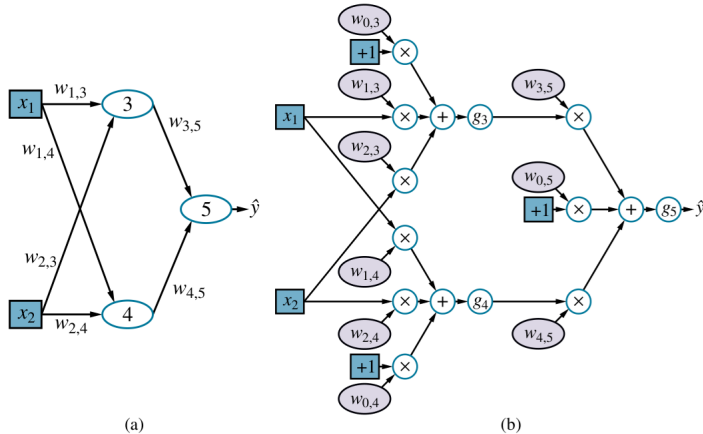 x₁
w₁,₃
3
w₃,₅
w₁,₄
5
ŷ
w₂,₃
w₄,₅
x₂
w₂,₄
4
(a)
w₀,₃
+1
×
w₁,₃
w₃,₅
x₁
×
+
g₃
×
w₂,₃
×
w₀,₅
+1
×
+
g₅
ŷ
×
w₁,₄
x₂
×
+
g₄
×
w₂,₄
w₄,₅
+1
×
w₀,₄
(b)